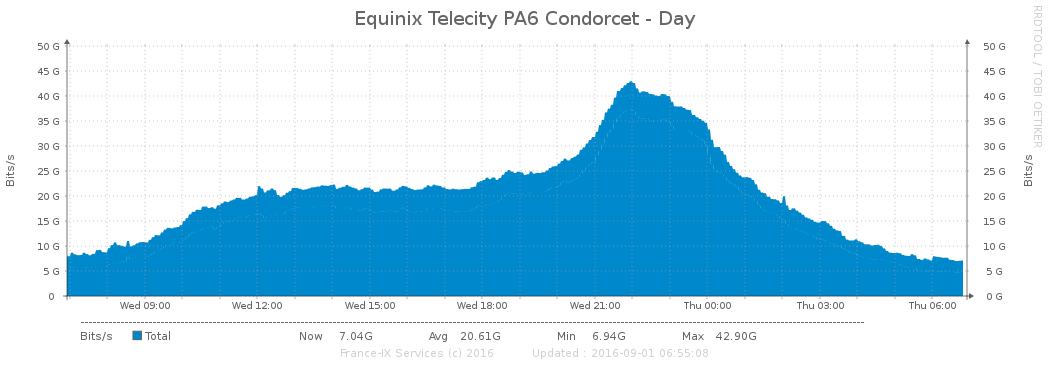 Equinix Telecity PA6 Condorcet - Day
RRDTOOL / TOBI OETIKER
Bits/s
50 G
45 G
40 G
35 G
30 G
25 G
20 G
15 G
10 G
5 G
0
50 G
45 G
40 G
35 G
30 G
25 G
20 G
15 G
10 G
5 G
0 G
Bits/s
Wed 09:00 Wed 12:00 Wed 15:00 Wed 18:00 Wed 21:00 Thu 00:00 Thu 03:00 Thu 06:00
Bits/s Total Now 7.04G Avg 20.61G Min 6.94G Max 42.90G
France-IX Services (c) 2016 Updated : 2016-09-01 06:55:08